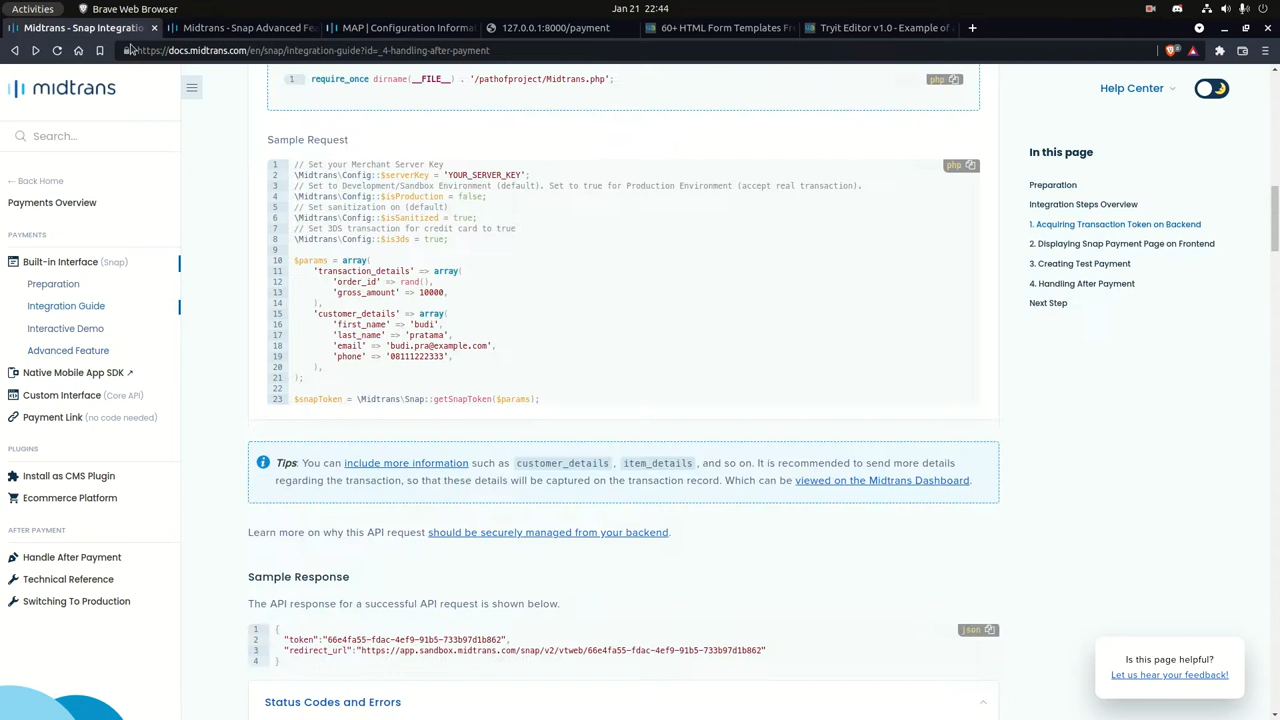 Activities
Brave Web Browser
Jan 21 22:44
Midtrans - Snap Integratio
Midtrans - Snap Advanced Fea
MAP | Configuration Informat
127.0.0.1:8000/payment
60+ HTML Form Templates Fr
Tryit Editor v1.0 - Example of
https://docs.midtrans.com/en/snap/integration-guide?id=_4-handling-after-payment
midtrans
Search...
← Back Home
Payments Overview
PAYMENTS
Built-in Interface (Snap)
Preparation
Integration Guide
Interactive Demo
Advanced Feature
Native Mobile App SDK ↗
Custom Interface (Core API)
Payment Link (no code needed)
PLUGINS
Install as CMS Plugin
Ecommerce Platform
AFTER PAYMENT
Handle After Payment
Technical Reference
Switching To Production
1 require_once dirname(__FILE__) . '/pathofproject/Midtrans.php';
php
Sample Request
php
1 // Set your Merchant Server Key
2 \Midtrans\Config::$serverKey = 'YOUR_SERVER_KEY';
3 // Set to Development/Sandbox Environment (default). Set to true for Production Environment (accept real transaction).
4 \Midtrans\Config::$isProduction = false;
5 // Set sanitization on (default)
6 \Midtrans\Config::$isSanitized = true;
7 // Set 3DS transaction for credit card to true
8 \Midtrans\Config::$is3ds = true;
9
10 $params = array(
11 'transaction_details' => array(
12 'order_id' => rand(),
13 'gross_amount' => 10000,
14 ),
15 'customer_details' => array(
16 'first_name' => 'budi',
17 'last_name' => 'pratama',
18 'email' => 'budi.pra@example.com',
19 'phone' => '08111222333',
20 ),
21 );
22
23 $snapToken = \Midtrans\Snap::getSnapToken($params);
Tips: You can include more information such as customer_details, item_details, and so on. It is recommended to send more details
regarding the transaction, so that these details will be captured on the transaction record. Which can be viewed on the Midtrans Dashboard.
Learn more on why this API request should be securely managed from your backend.
Sample Response
The API response for a successful API request is shown below.
json
1 {
2 "token":"66e4fa55-fdac-4ef9-91b5-733b97d1b862",
3 "redirect_url":"https://app.sandbox.midtrans.com/snap/v2/vtweb/66e4fa55-fdac-4ef9-91b5-733b97d1b862"
4 }
Status Codes and Errors
Help Center
In this page
Preparation
Integration Steps Overview
1. Acquiring Transaction Token on Backend
2. Displaying Snap Payment Page on Frontend
3. Creating Test Payment
4. Handling After Payment
Next Step
Is this page helpful?
Let us hear your feedback!